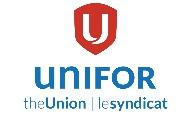 U
UNIFOR
theUnion | lesyndicat